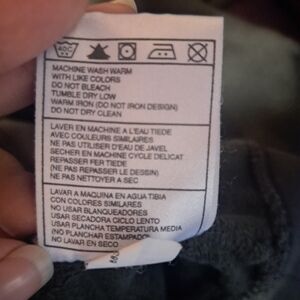 MACHINE WASH WARM
WITH LIKE COLORS
DO NOT BLEACH
TUMBLE DRY LOW
WARM IRON (DO NOT IRON DESIGN)
DO NOT DRY CLEAN
LAVER EN MACHINE A L'EAU TIEDE
AVEC COULEURS SIMILAIRES
NE PAS UTILISER D'EAU DE JAVEL
SECHER EN MACHINE CYCLE DELICAT
REPASSER FER TIEDE
(NE PAS REPASSER LE DESSIN)
NE PAS NETTOYER A SEC
LAVAR A MAQUINA EN AGUA TIBIA
CON COLORES SIMILARES
NO USAR BLANQUEADORES
USAR SECADORA CICLO LENTO
USAR PLANCHA TEMPERATURA MEDIA
(NO PLANCHAR ESTAMPADO)
NO LAVAR EN SECO